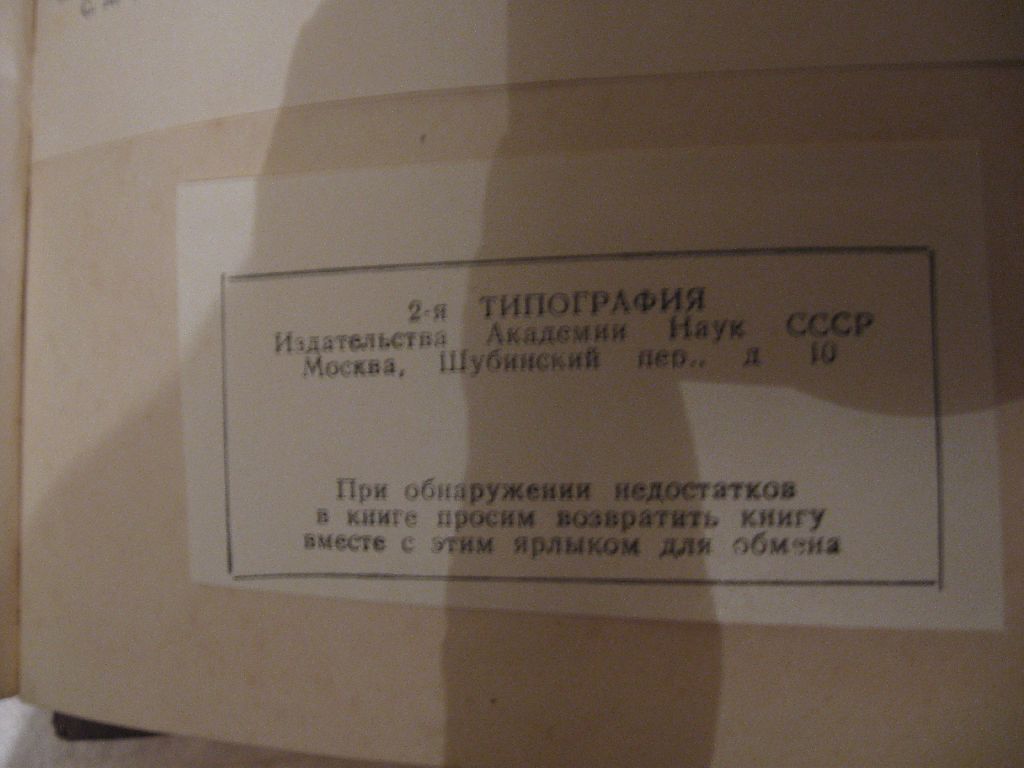 2-я ТИПОГРАФИЯ
Издательства Академии Наук СССР
Москва, Шубинский пер., д 10
При обнаружении недостатков
в книге просим возвратить книгу
вместе с этим ярлыком для обмена